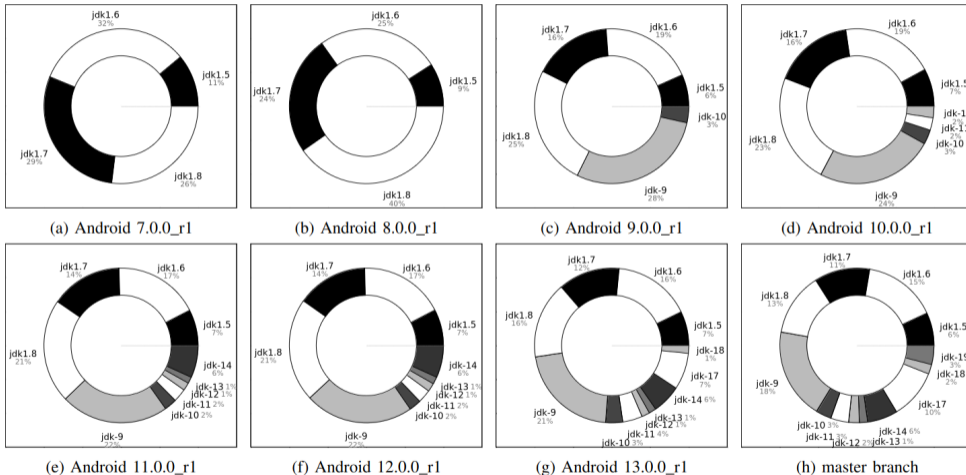 jdk1.6
32%
jdk1.5
11%
jdk1.7
29%
jdk1.8
26%
(a) Android 7.0.0_r1
jdk1.6
25%
jdk1.5
9%
jdk1.7
24%
jdk1.8
40%
(b) Android 8.0.0_r1
jdk1.7
16%
jdk1.6
19%
jdk1.5
6%
jdk-10
3%
jdk1.8
25%
jdk-9
28%
(c) Android 9.0.0_r1
jdk1.7
16%
jdk1.6
19%
jdk1.5
7%
jdk-1
2%
jdk-11
2%
jdk-10
3%
jdk1.8
23%
jdk-9
24%
(d) Android 10.0.0_r1
jdk1.7
14%
jdk1.6
17%
jdk1.5
7%
jdk1.8
21%
jdk-14
6%
jdk-13 1%
jdk-12 1%
jdk-11 2%
jdk-10 2%
jdk-9
22%
(e) Android 11.0.0_r1
jdk1.7
14%
jdk1.6
17%
jdk1.5
7%
jdk1.8
21%
jdk-14
6%
jdk-13 1%
jdk-12 1%
jdk-11 2%
jdk-10 2%
jdk-9
22%
(f) Android 12.0.0_r1
jdk1.7
12%
jdk1.6
16%
jdk1.5
7%
jdk-18
1%
jdk1.8
16%
jdk-17
7%
jdk-14 6%
jdk-13 1%
jdk-12 1%
jdk-11 4%
jdk-10 3%
jdk-9
21%
(g) Android 13.0.0_r1
jdk1.7
11%
jdk1.6
15%
jdk1.8
13%
jdk1.5
6%
jdk-19
3%
jdk-18
2%
jdk-9
18%
jdk-17
10%
jdk-10 3%
jdk-14 6%
jdk-11 3%
jdk-12 2%
jdk-13 1%
(h) master branch